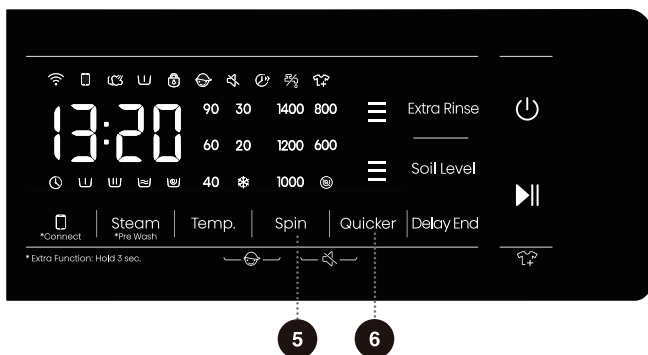 13:20
90 30 1400 800
60 20 1200 600
40 1000
Extra Rinse
Soil Level
*Connect
Steam
*Pre Wash
Temp.
Spin
Quicker
Delay End
* Extra Function: Hold 3 sec.
5 6